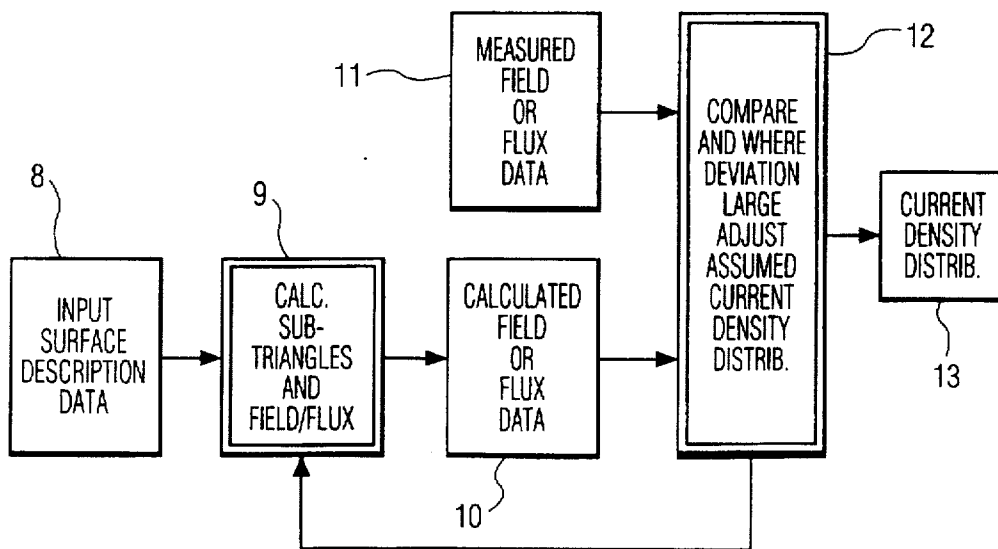 11
MEASURED
FIELD
OR
FLUX
DATA
12
COMPARE
AND WHERE
DEVIATION
LARGE
ADJUST
ASSUMED
CURRENT
DENSITY
DISTRIB.
8
INPUT
SURFACE
DESCRIPTION
DATA
9
CALC.
SUB-
TRIANGLES
AND
FIELD/FLUX
CALCULATED
FIELD
OR
FLUX
DATA
10
CURRENT
DENSITY
DISTRIB.
13